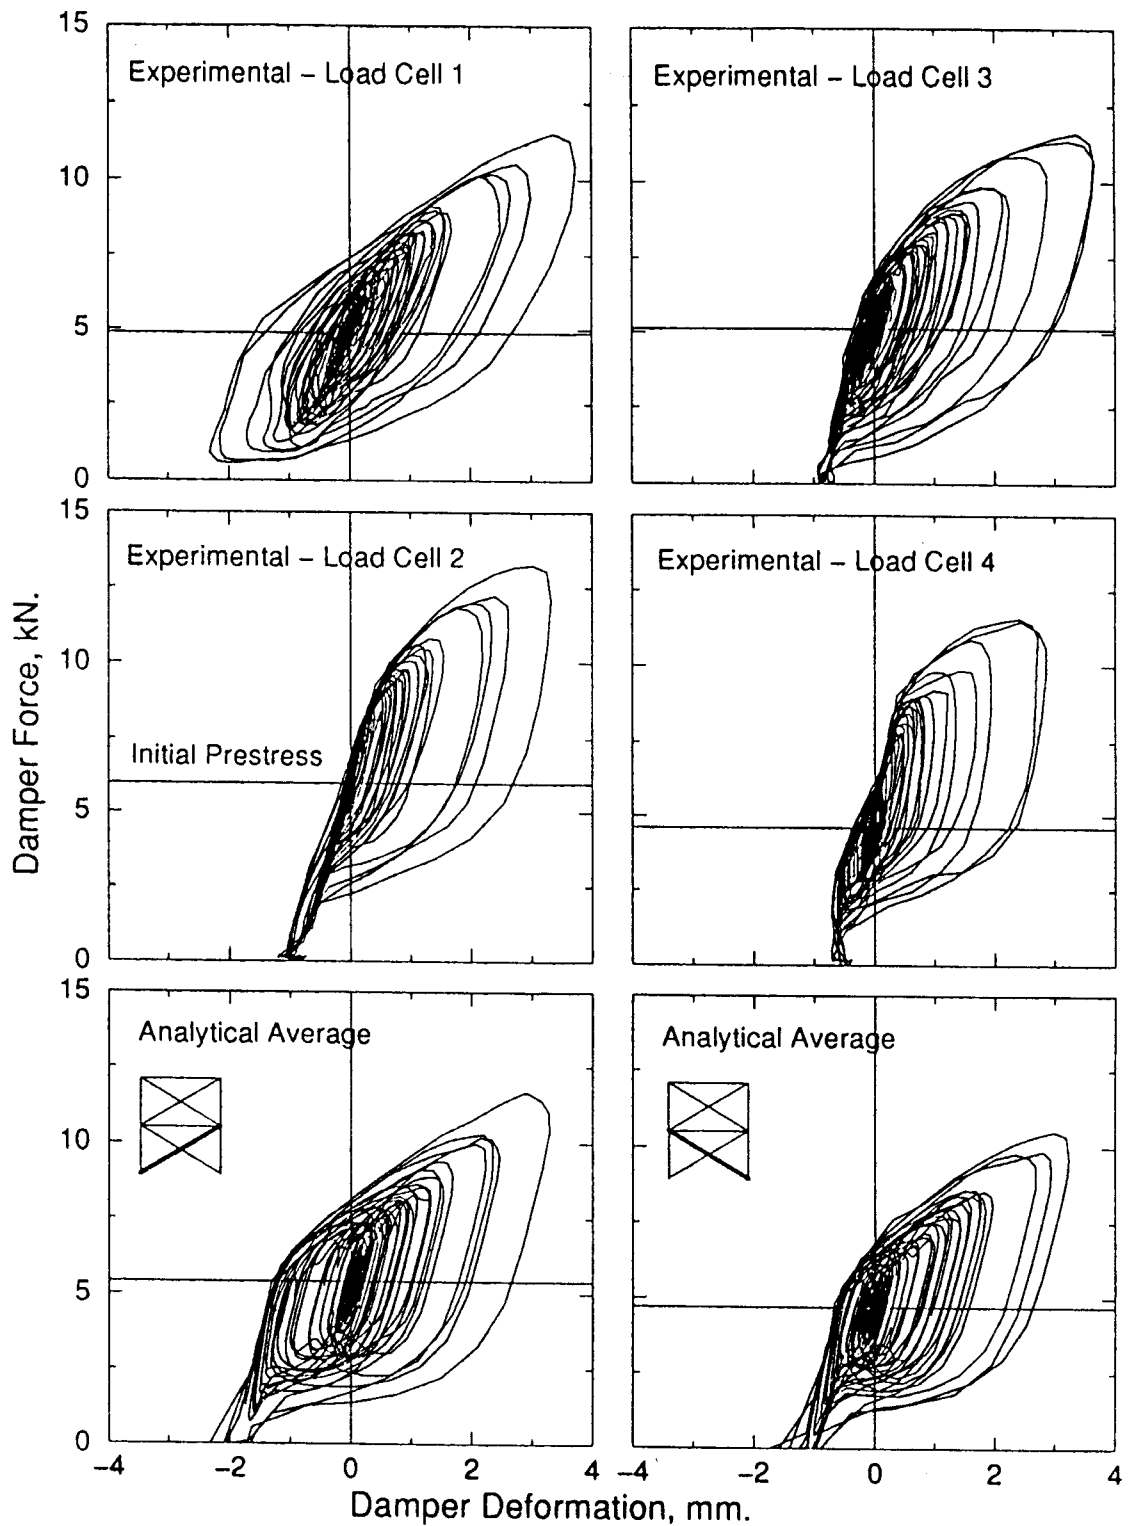 15
10
5
0
Experimental – Load Cell 1
Experimental – Load Cell 3
15
10
5
0
Experimental – Load Cell 2
Initial Prestress
Experimental – Load Cell 4
Damper Force, kN.
15
10
5
0
Analytical Average
Analytical Average
−4 −2 0 2 4
−4 −2 0 2 4
Damper Deformation, mm.